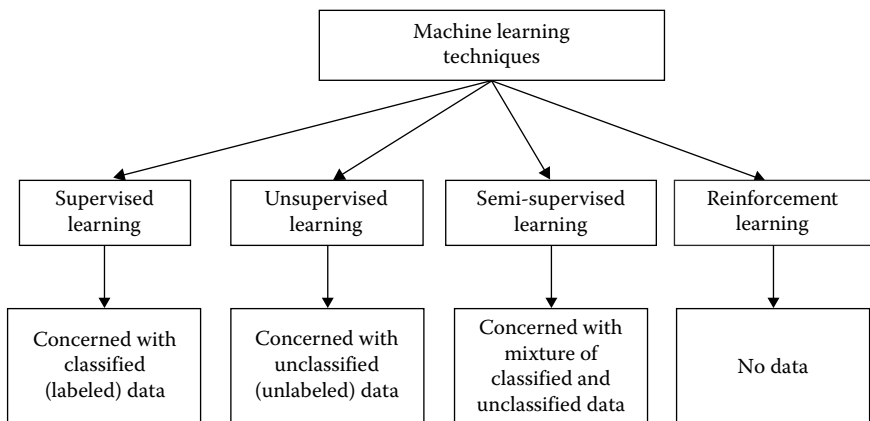 Machine learning
techniques
Supervised
learning
Unsupervised
learning
Semi-supervised
learning
Reinforcement
learning
Concerned with
classified
(labeled) data
Concerned with
unclassified
(unlabeled) data
Concerned with
mixture of
classified and
unclassified data
No data